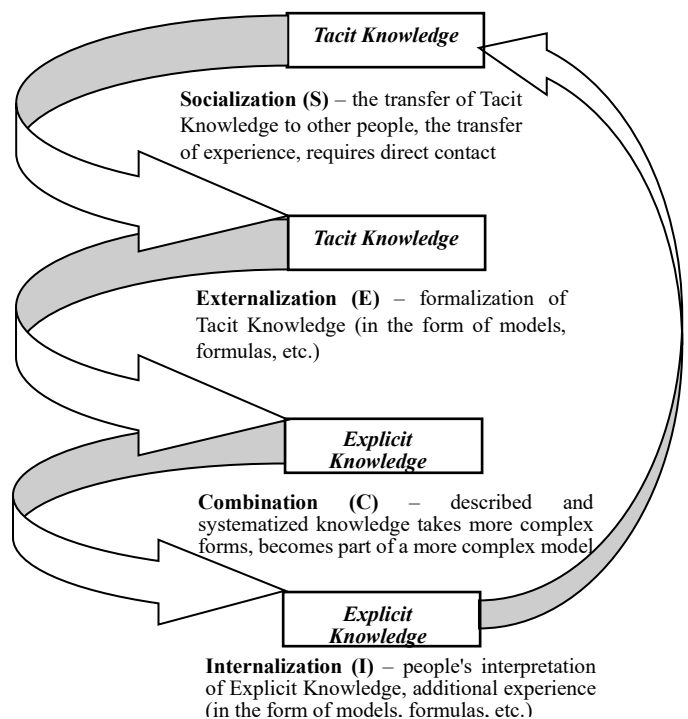 Tacit Knowledge
Socialization (S) – the transfer of Tacit
Knowledge to other people, the transfer
of experience, requires direct contact
Tacit Knowledge
Externalization (E) – formalization of
Tacit Knowledge (in the form of models,
formulas, etc.)
Explicit
Knowledge
Combination (C) – described and
systematized knowledge takes more complex
forms, becomes part of a more complex model
Explicit
Knowledge
Internalization (I) – people's interpretation
of Explicit Knowledge, additional experience
(in the form of models, formulas, etc.)